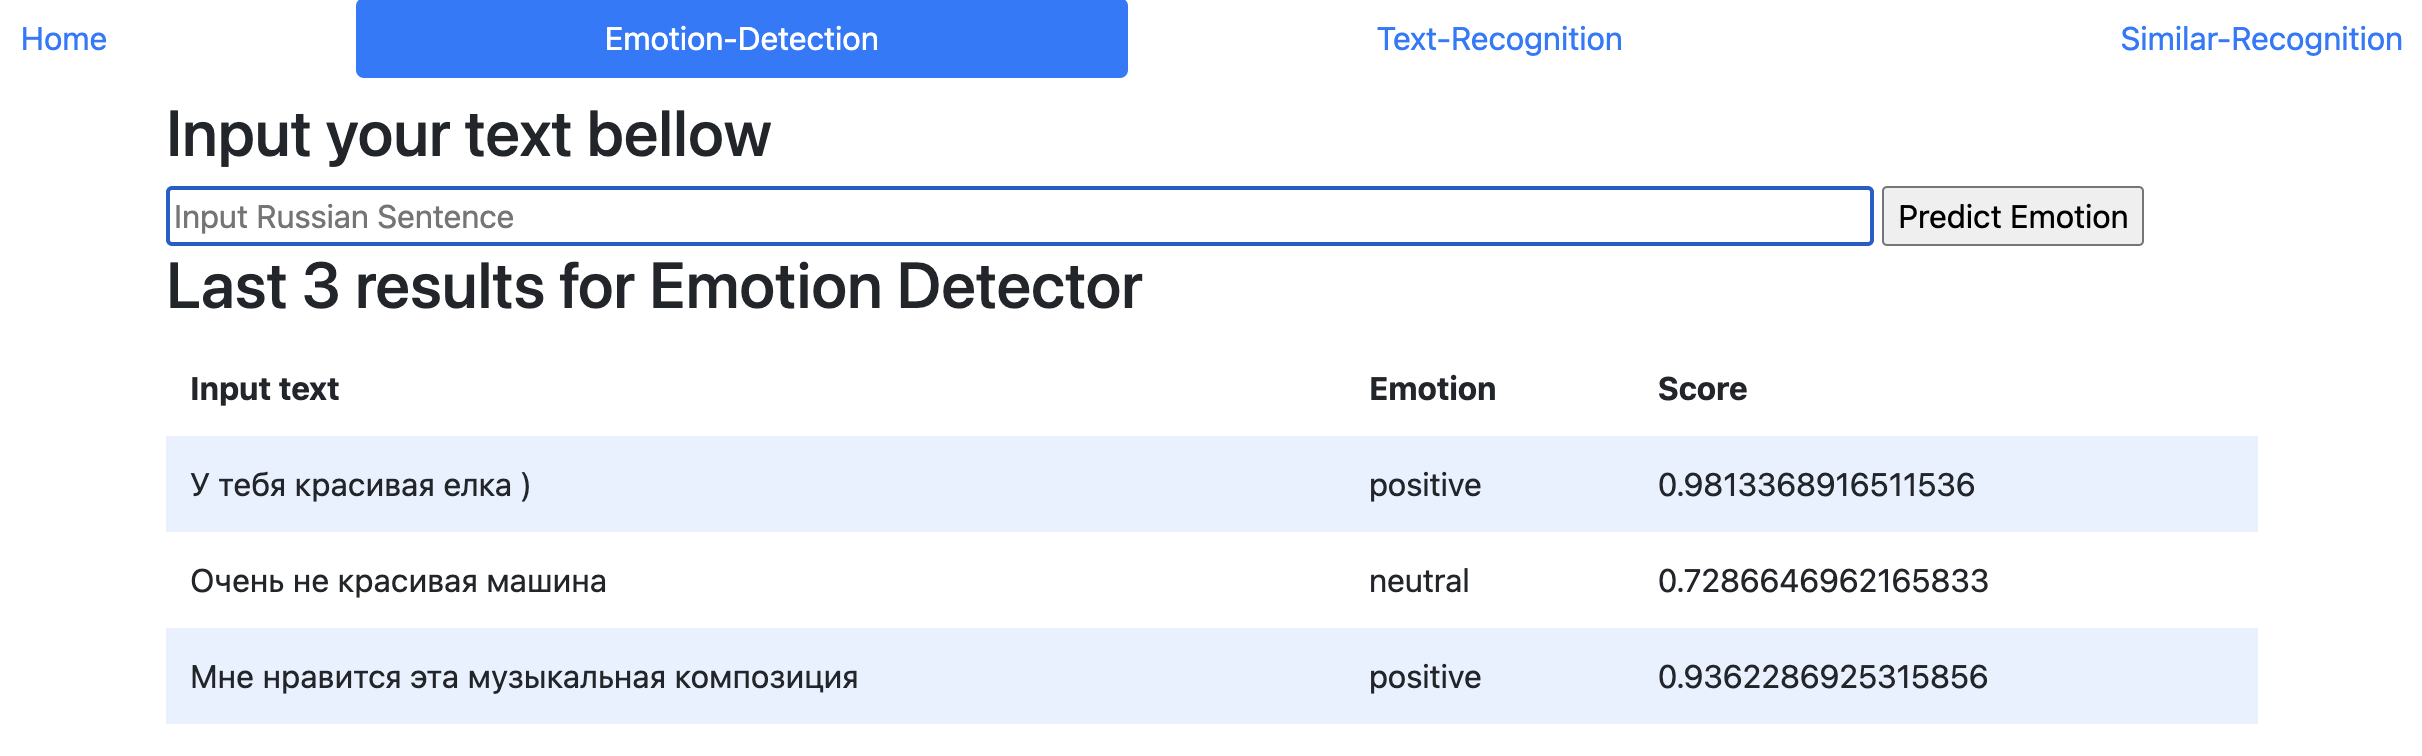 Home Emotion-Detection Text-Recognition Similar-Recognition
Input your text bellow
Input Russian Sentence Predict Emotion
Last 3 results for Emotion Detector
Input text Emotion Score
У тебя красивая елка ) positive 0.9813368916511536
Очень не красивая машина neutral 0.7286646962165833
Мне нравится эта музыкальная композиция positive 0.9362286925315856